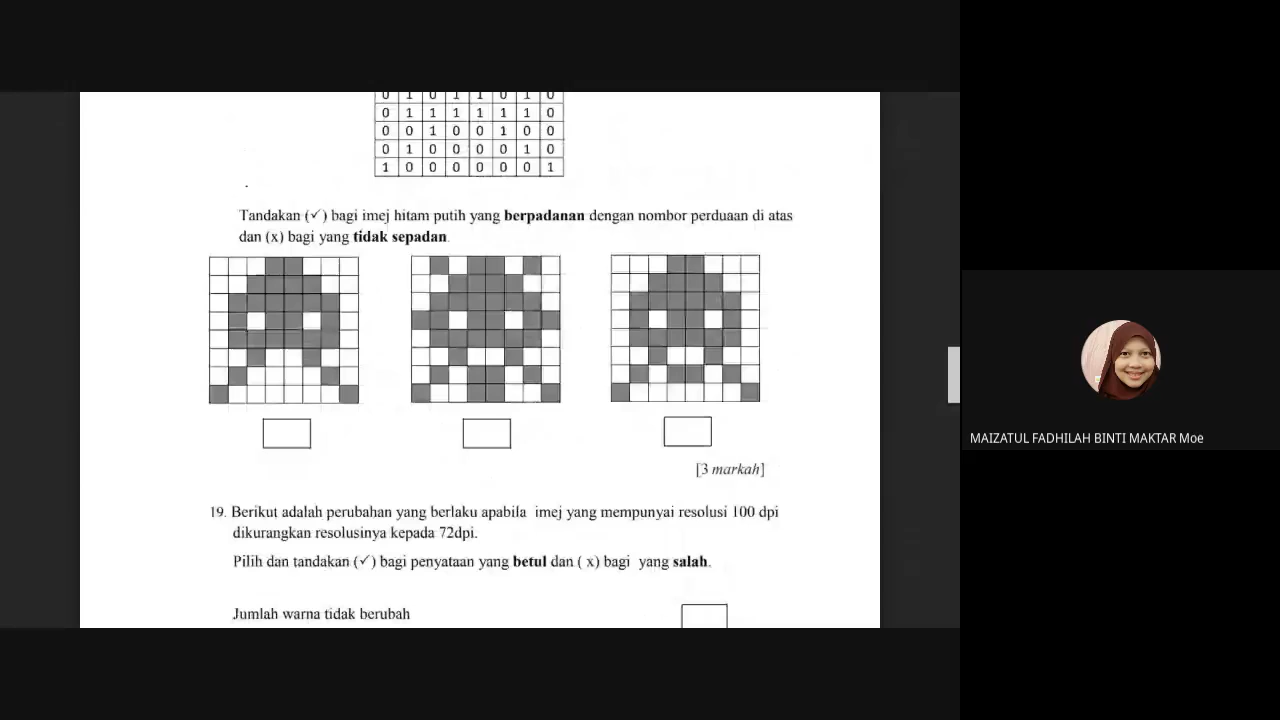 0 1 0 1 1 0 1 0
0 1 1 1 1 1 1 0
0 0 1 0 0 1 0 0
0 1 0 0 0 0 1 0
1 0 0 0 0 0 0 1
Tandakan (✓) bagi imej hitam putih yang berpadanan dengan nombor perduaan di atas
dan (x) bagi yang tidak sepadan.
[3 markah]
19. Berikut adalah perubahan yang berlaku apabila imej yang mempunyai resolusi 100 dpi
dikurangkan resolusinya kepada 72dpi.
Pilih dan tandakan (✓) bagi penyataan yang betul dan ( x) bagi yang salah.
Jumlah warna tidak berubah
MAIZATUL FADHILAH BINTI MAKTAR Moe